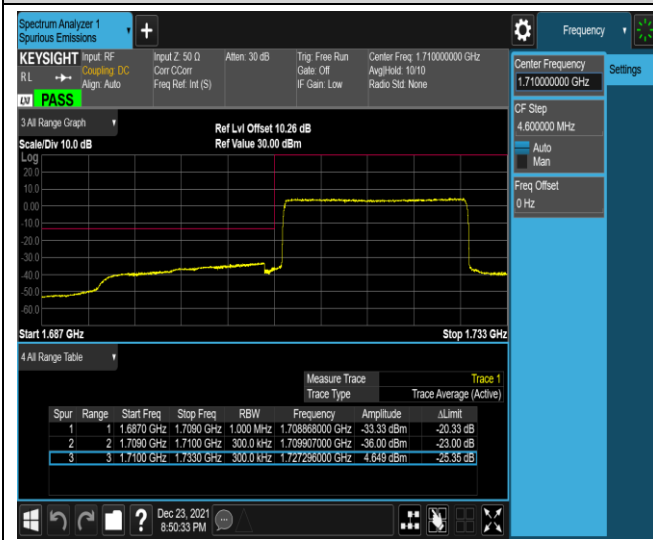 Spectrum Analyzer 1
Spurious Emissions
Frequency
KEYSIGHT
Input: RF
Input Z: 50 Ω
Atten: 30 dB
Trig: Free Run
Center Freq: 1.710000000 GHz
R L
Coupling: DC
Corr CCorr
Gate: Off
Avg|Hold: 10/10
Align: Auto
Freq Ref: Int (S)
IF Gain: Low
Radio Std: None
LXI PASS
Center Frequency
1.710000000 GHz
Settings
CF Step
4.600000 MHz
Auto
Man
Freq Offset
0 Hz
3 All Range Graph
Ref Lvl Offset 10.26 dB
Scale/Div 10.0 dB
Ref Value 30.00 dBm
Log
20.0
10.0
0.00
-10.0
-20.0
-30.0
-40.0
-50.0
-60.0
Start 1.687 GHz
Stop 1.733 GHz
4 All Range Table
Measure Trace Trace 1
Trace Type Trace Average (Active)
Spur Range Start Freq Stop Freq RBW Frequency Amplitude ΔLimit
1 1 1.6870 GHz 1.7090 GHz 1.000 MHz 1.708868000 GHz -33.33 dBm -20.33 dB
2 2 1.7090 GHz 1.7100 GHz 300.0 kHz 1.709907000 GHz -36.00 dBm -23.00 dB
3 3 1.7100 GHz 1.7330 GHz 300.0 kHz 1.727296000 GHz 4.649 dBm -25.35 dB
Dec 23, 2021
8:50:33 PM